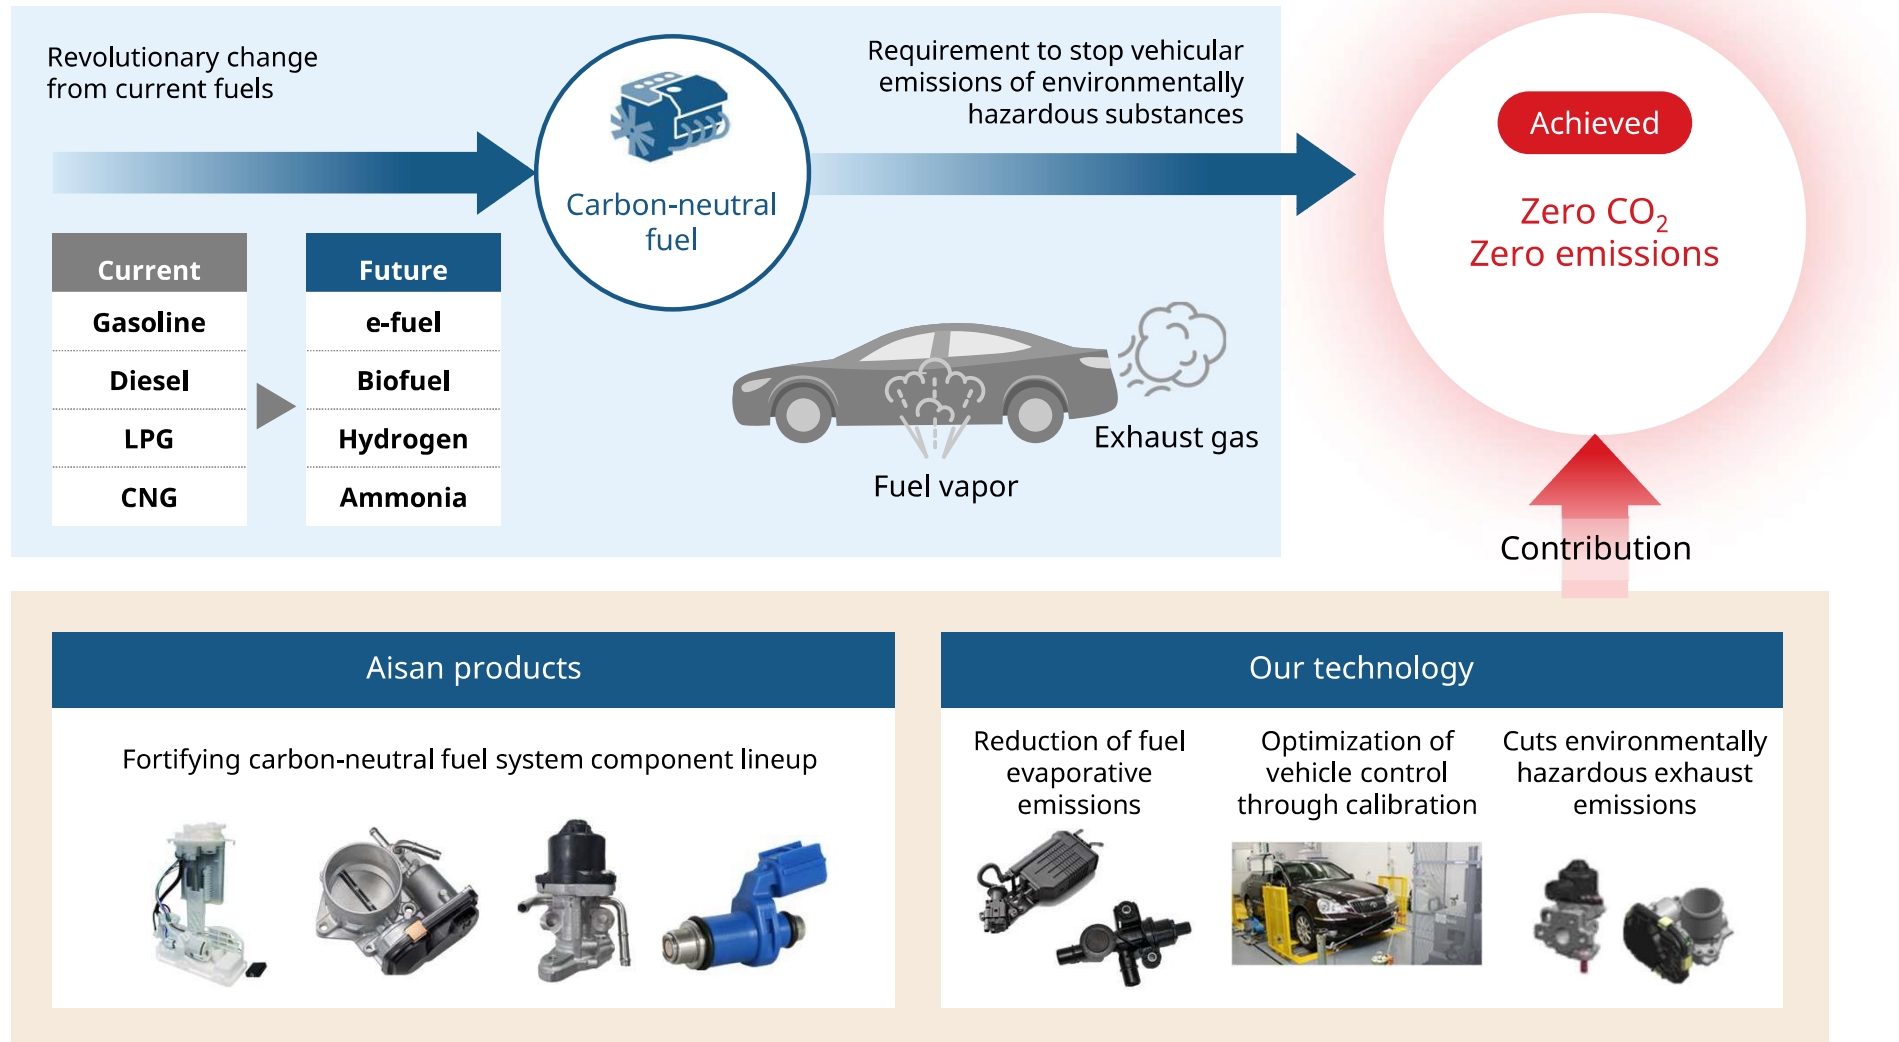 Revolutionary change
from current fuels
Carbon-neutral
fuel
Requirement to stop vehicular
emissions of environmentally
hazardous substances
Achieved
Zero CO₂
Zero emissions
Current
Gasoline
Diesel
LPG
CNG
Future
e-fuel
Biofuel
Hydrogen
Ammonia
Exhaust gas
Fuel vapor
Contribution
Aisan products
Fortifying carbon-neutral fuel system component lineup
Our technology
Reduction of fuel
evaporative
emissions
Optimization of
vehicle control
through calibration
Cuts environmentally
hazardous exhaust
emissions